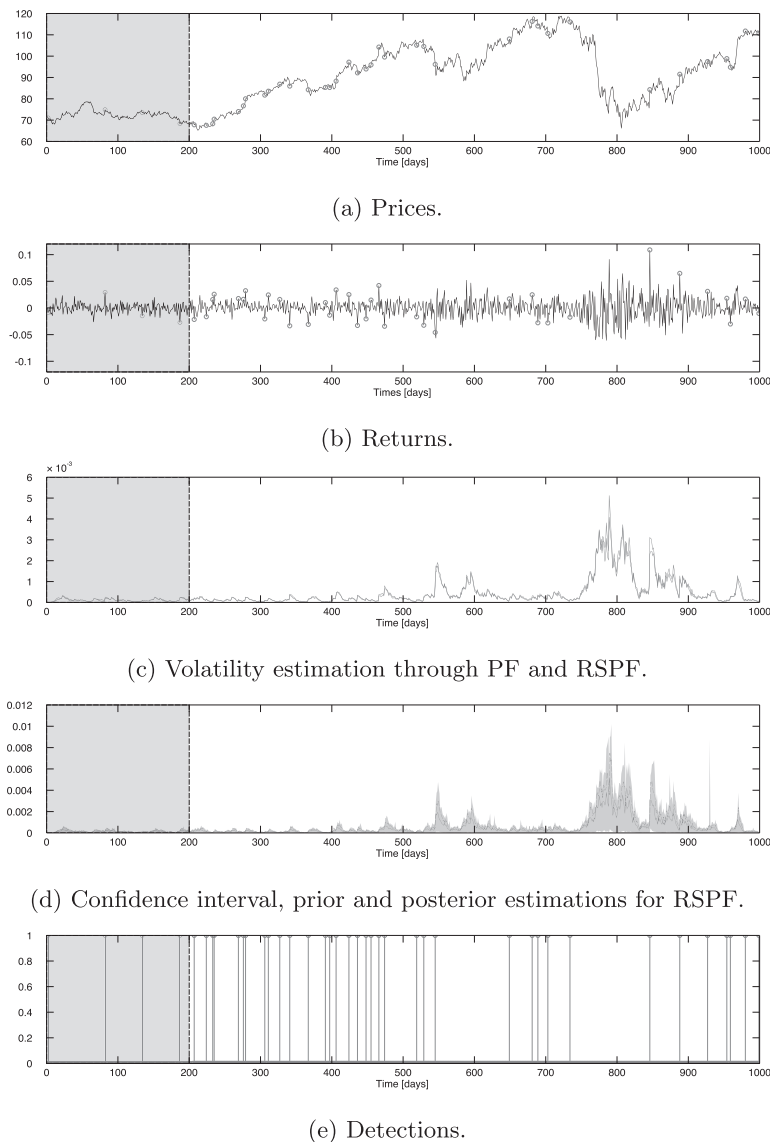 120
110
100
90
80
70
60
0 100 200 300 400 500 600 700 800 900 1000
Time [days]
(a) Prices.
0.1
0.05
0
-0.05
-0.1
0 100 200 300 400 500 600 700 800 900 1000
Times [days]
(b) Returns.
× 10⁻³
6
5
4
3
2
1
0
0 100 200 300 400 500 600 700 800 900 1000
Time [days]
(c) Volatility estimation through PF and RSPF.
0.012
0.01
0.008
0.006
0.004
0.002
0
0 100 200 300 400 500 600 700 800 900 1000
Time [days]
(d) Confidence interval, prior and posterior estimations for RSPF.
1
0.8
0.6
0.4
0.2
0
0 100 200 300 400 500 600 700 800 900 1000
Time [days]
(e) Detections.